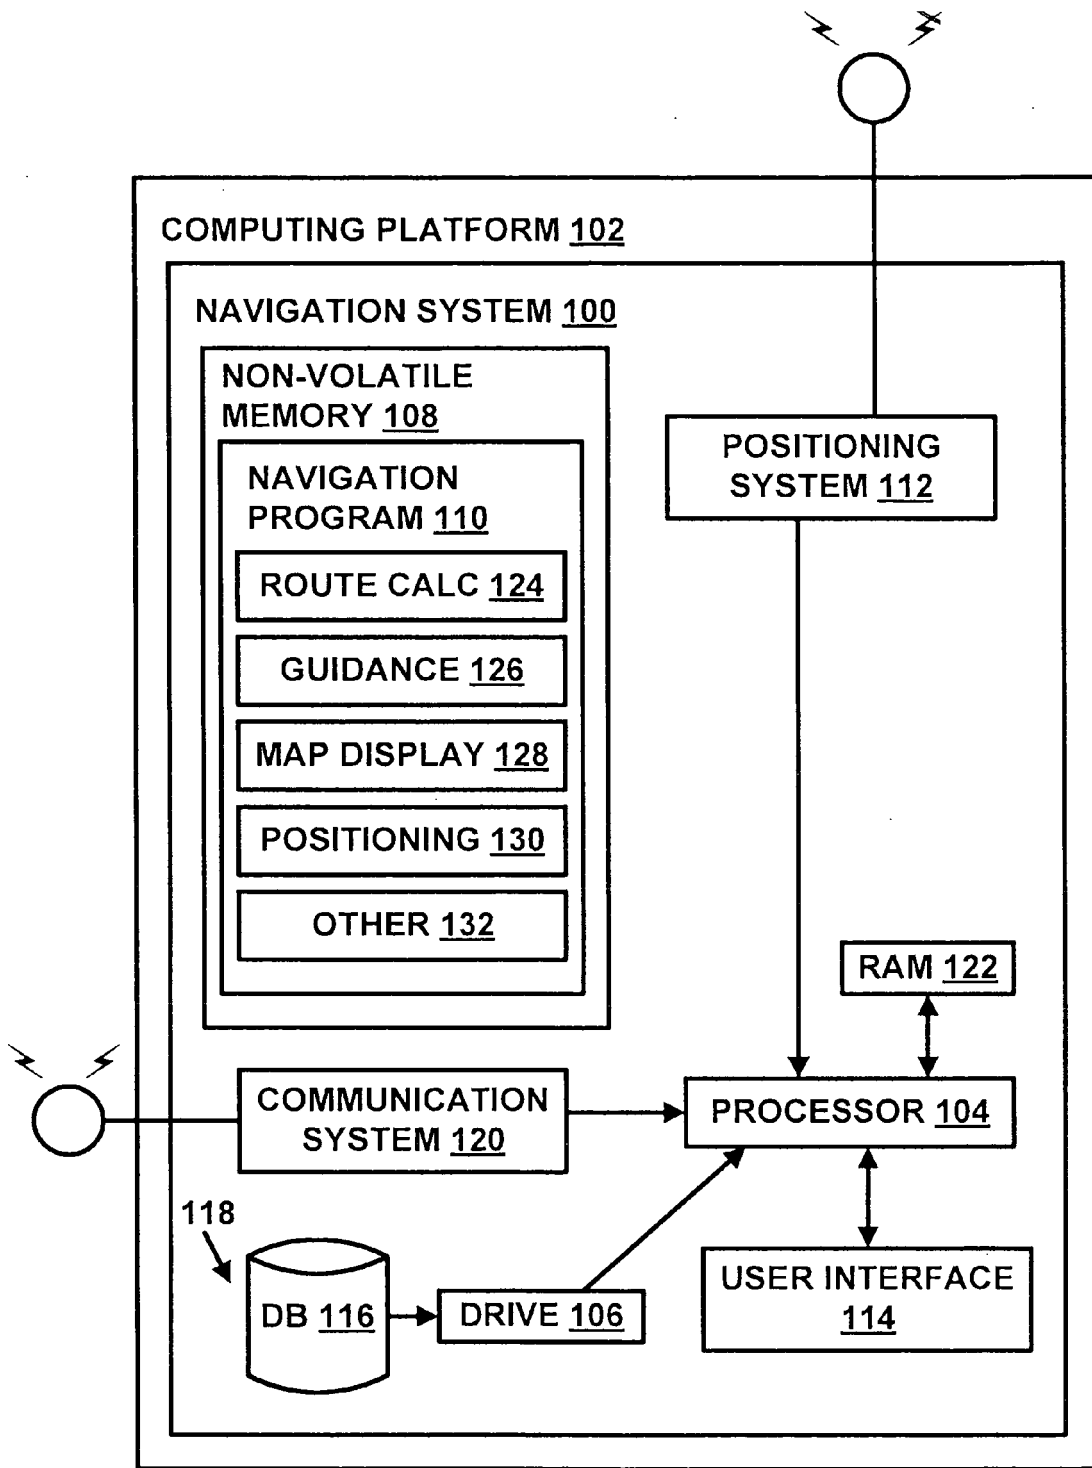 COMPUTING PLATFORM 102
NAVIGATION SYSTEM 100
NON-VOLATILE
MEMORY 108
NAVIGATION
PROGRAM 110
ROUTE CALC 124
GUIDANCE 126
MAP DISPLAY 128
POSITIONING 130
OTHER 132
POSITIONING
SYSTEM 112
RAM 122
COMMUNICATION
SYSTEM 120
PROCESSOR 104
118
DB 116
DRIVE 106
USER INTERFACE
114